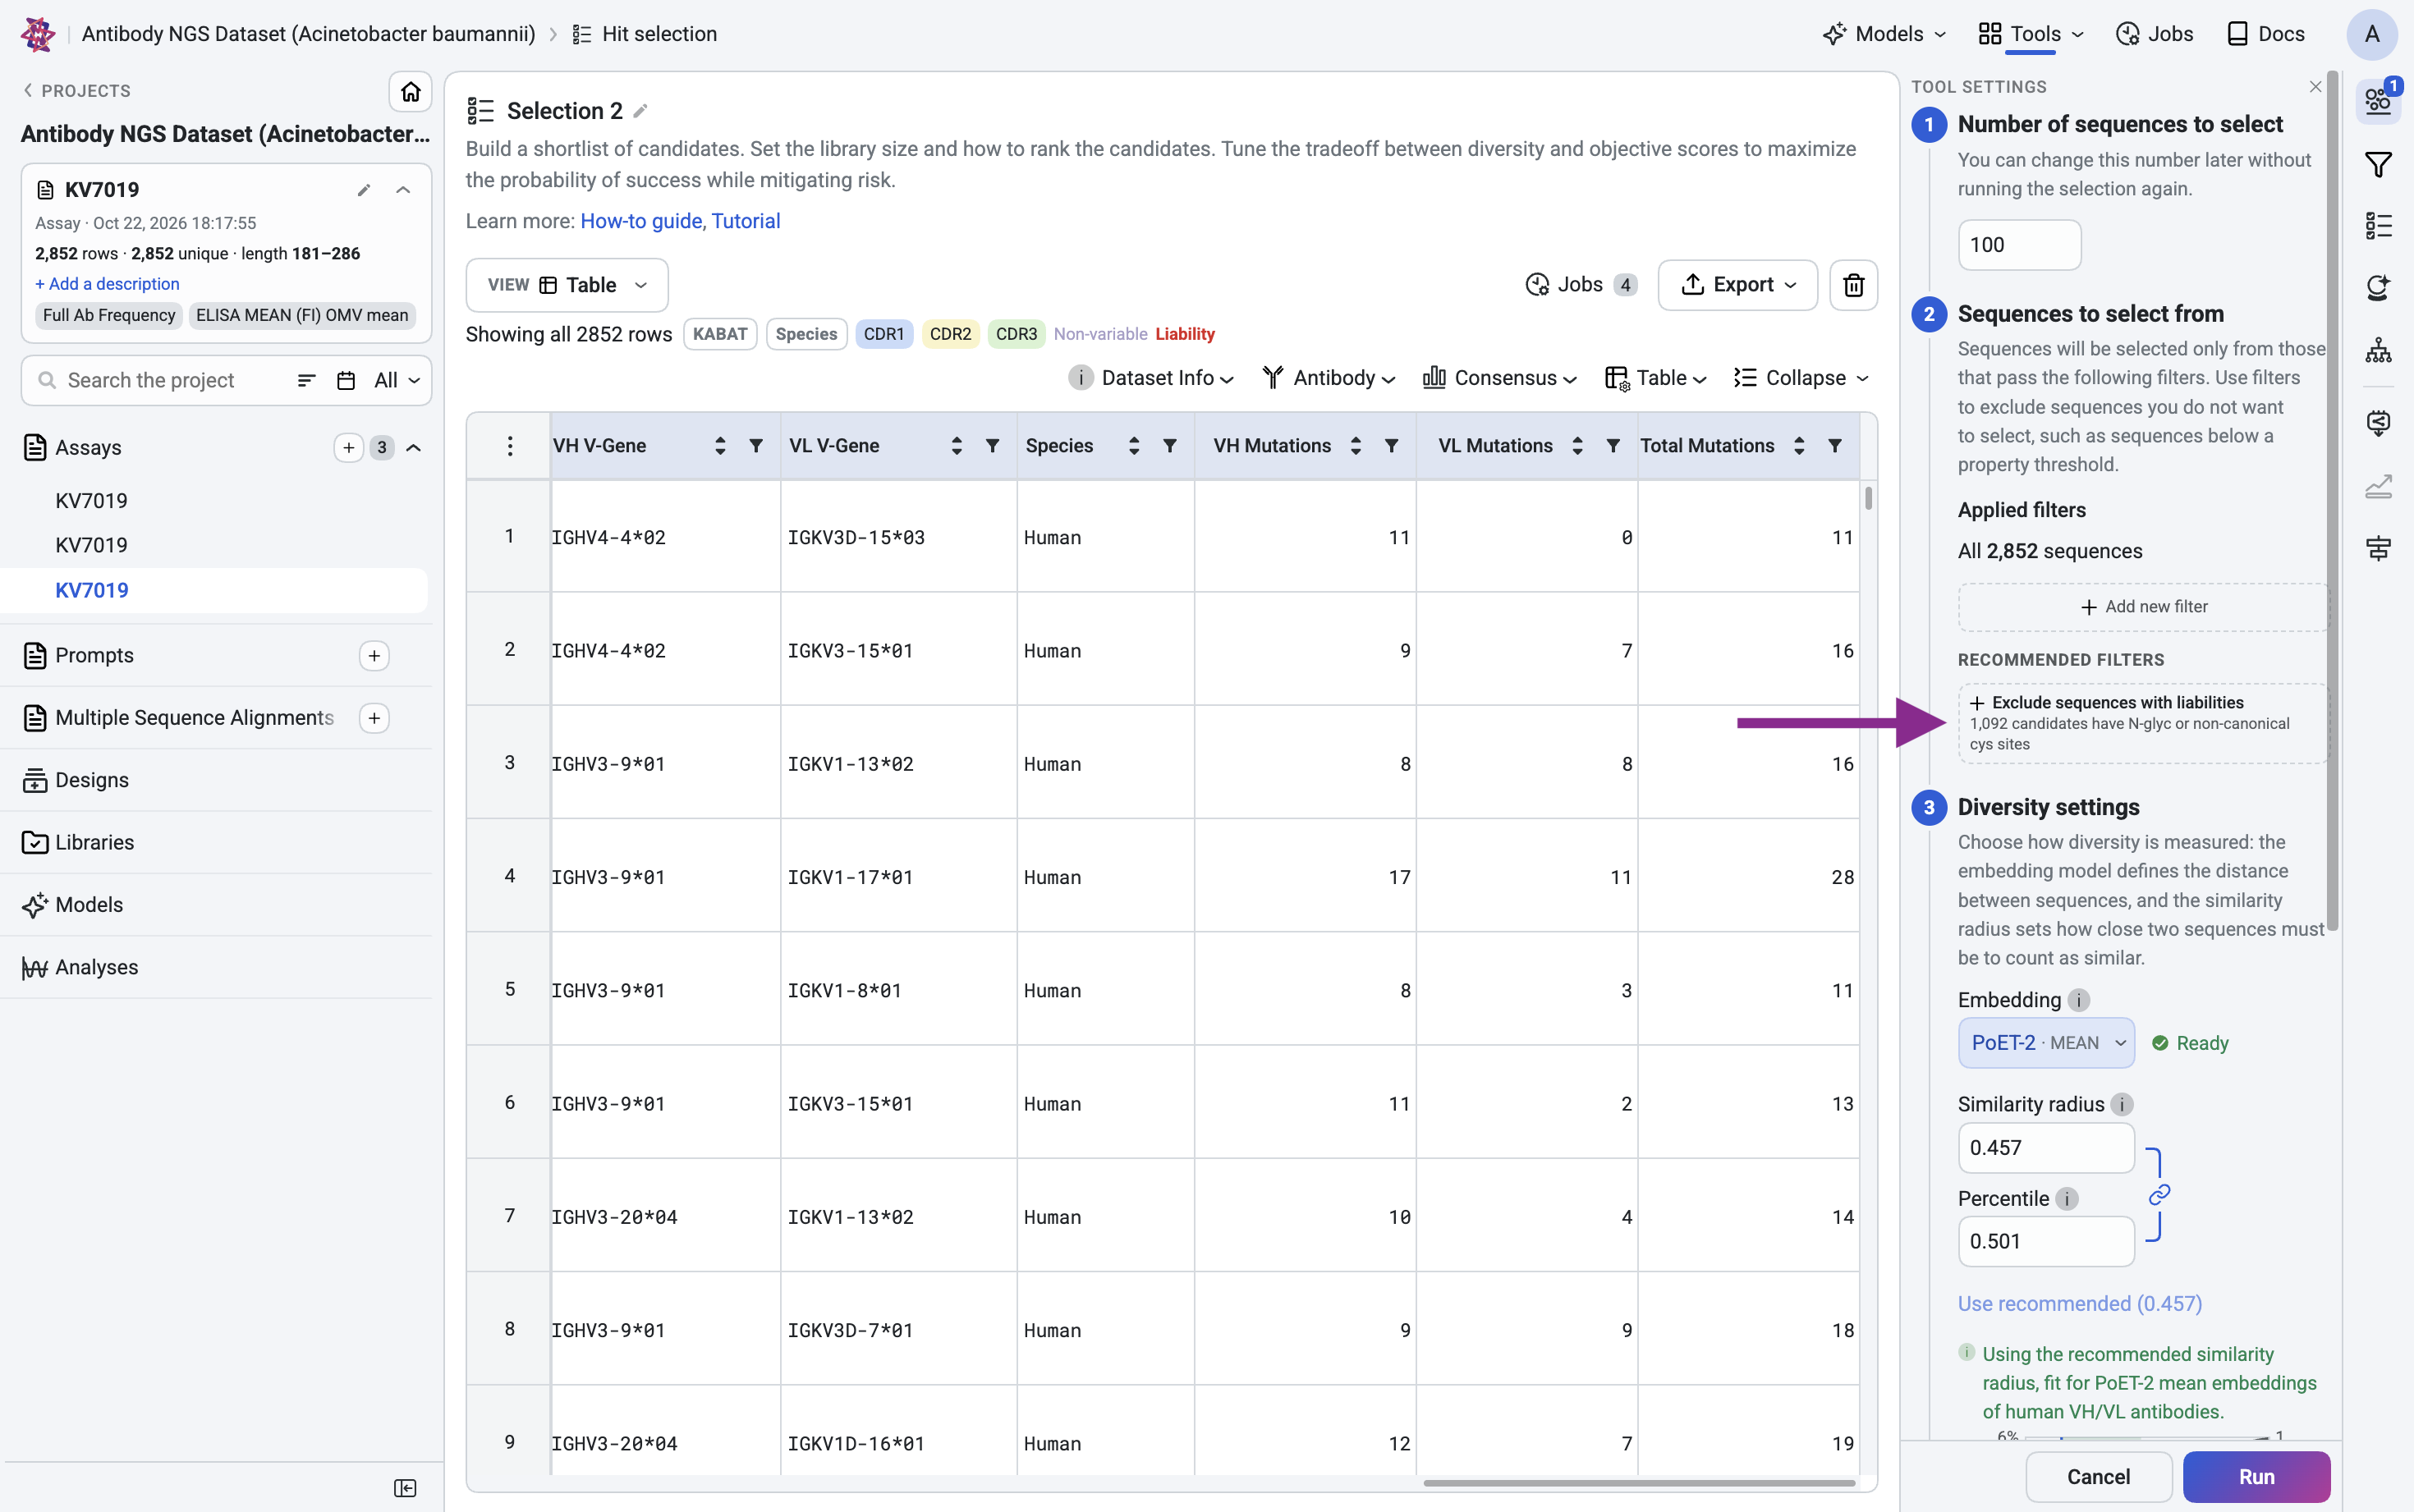 Antibody NGS Dataset (Acinetobacter baumannii) Hit selection
Models
Tools
Jobs
Docs
A
PROJECTS
Antibody NGS Dataset (Acinetobacter...
KV7019
Assay · Oct 22, 2026 18:17:55
2,852 rows · 2,852 unique · length 181–286
+ Add a description
Full Ab Frequency ELISA MEAN (FI) OMV mean
Search the project All
Assays 3
KV7019
KV7019
KV7019
Prompts
Multiple Sequence Alignments
Designs
Libraries
Models
Analyses
Selection 2
Build a shortlist of candidates. Set the library size and how to rank the candidates. Tune the tradeoff between diversity and objective scores to maximize
the probability of success while mitigating risk.
Learn more: How-to guide, Tutorial
VIEW Table
Jobs 4
Export
Showing all 2852 rows KABAT Species CDR1 CDR2 CDR3 Non-variable Liability
Dataset Info Antibody Consensus Table Collapse
VH V-Gene VL V-Gene Species VH Mutations VL Mutations Total Mutations
1 IGHV4-4*02 IGKV3D-15*03 Human 11 0 11
2 IGHV4-4*02 IGKV3-15*01 Human 9 7 16
3 IGHV3-9*01 IGKV1-13*02 Human 8 8 16
4 IGHV3-9*01 IGKV1-17*01 Human 17 11 28
5 IGHV3-9*01 IGKV1-8*01 Human 8 3 11
6 IGHV3-9*01 IGKV3-15*01 Human 11 2 13
7 IGHV3-20*04 IGKV1-13*02 Human 10 4 14
8 IGHV3-9*01 IGKV3D-7*01 Human 9 9 18
9 IGHV3-20*04 IGKV1D-16*01 Human 12 7 19
TOOL SETTINGS
1 Number of sequences to select
You can change this number later without
running the selection again.
100
2 Sequences to select from
Sequences will be selected only from those
that pass the following filters. Use filters
to exclude sequences you do not want
to select, such as sequences below a
property threshold.
Applied filters
All 2,852 sequences
+ Add new filter
RECOMMENDED FILTERS
+ Exclude sequences with liabilities
1,092 candidates have N-glyc or non-canonical
cys sites
3 Diversity settings
Choose how diversity is measured: the
embedding model defines the distance
between sequences, and the similarity
radius sets how close two sequences must
be to count as similar.
Embedding i
PoET-2 · MEAN Ready
Similarity radius i
0.457
Percentile i
0.501
Use recommended (0.457)
Using the recommended similarity
radius, fit for PoET-2 mean embeddings
of human VH/VL antibodies.
6% 1
Cancel Run
1